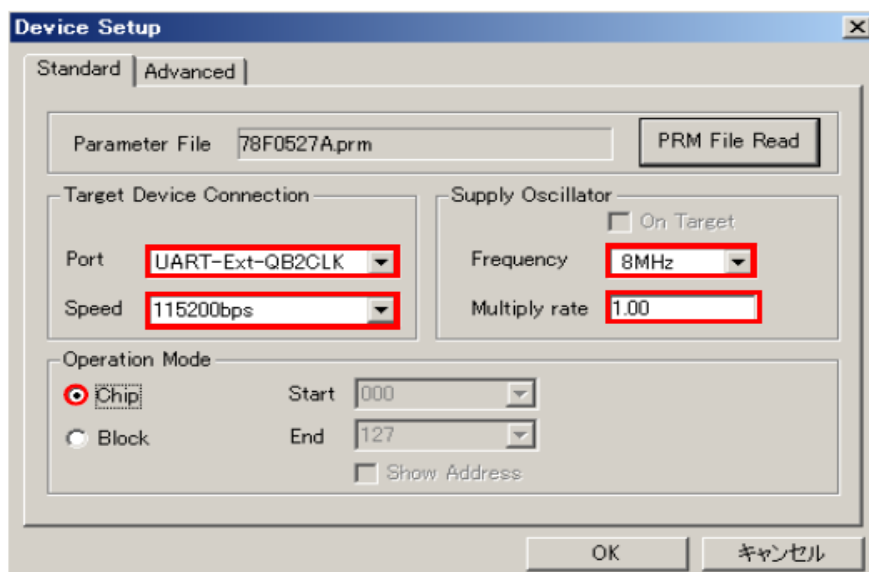 Device Setup
Standard
Advanced
Parameter File
78F0527A.prm
PRM File Read
Target Device Connection
Port
UART-Ext-QB2CLK
Speed
115200bps
Supply Oscillator
On Target
Frequency
8MHz
Multiply rate
1.00
Operation Mode
Chip
Start
000
Block
End
127
Show Address
OK
キャンセル